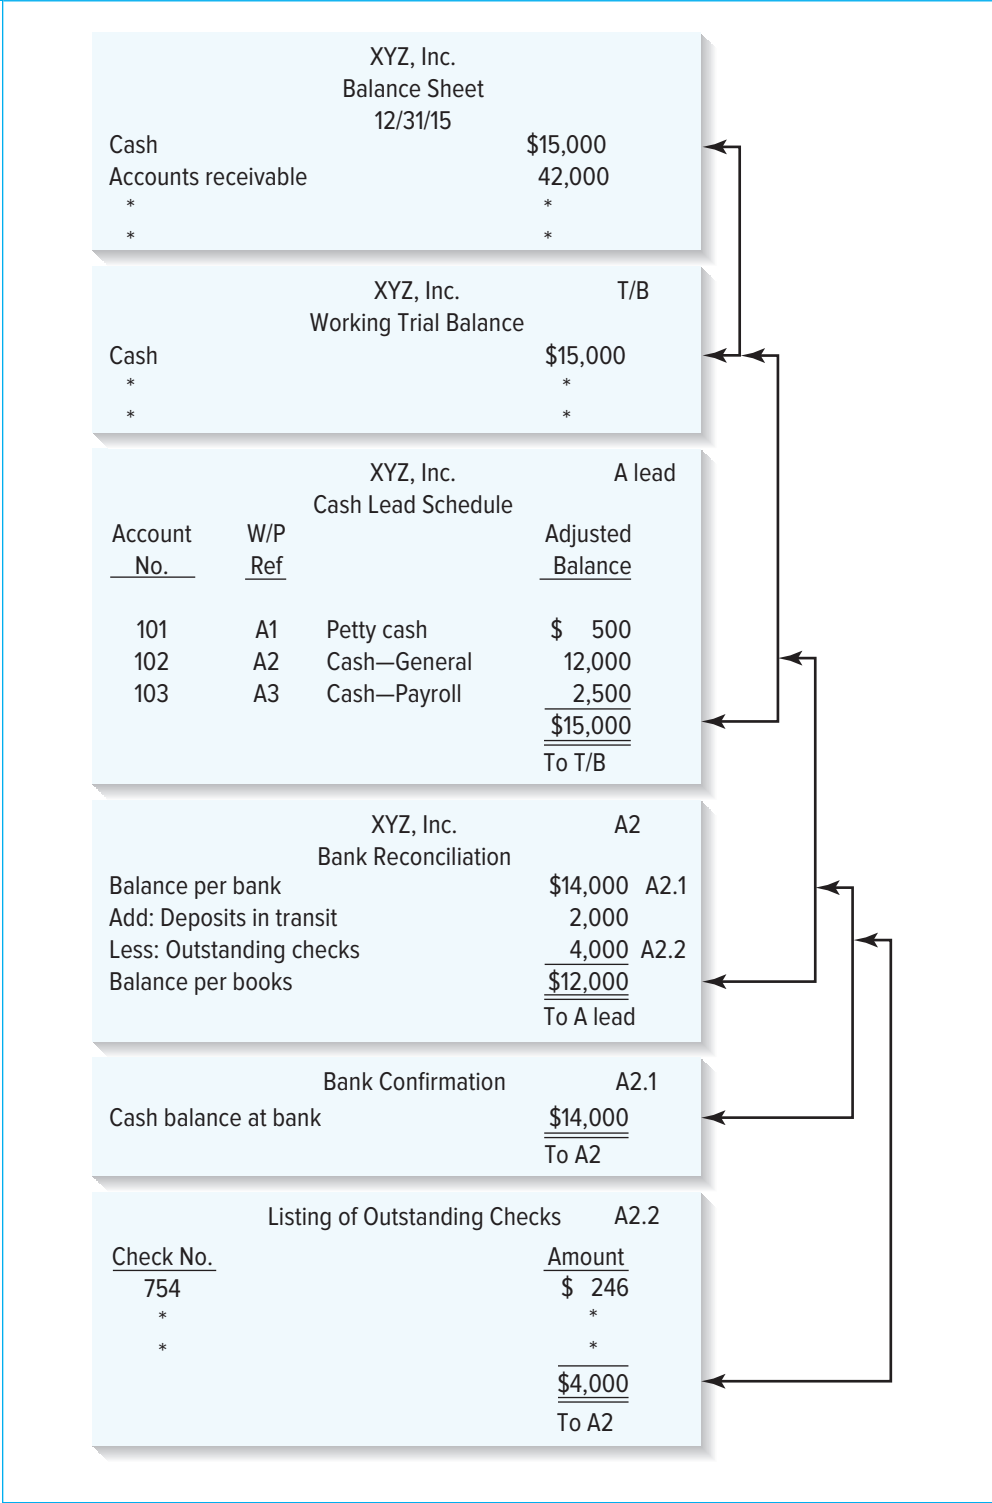 XYZ, Inc.
Balance Sheet
12/31/15
Cash $15,000
Accounts receivable 42,000
* *
* *
XYZ, Inc. T/B
Working Trial Balance
Cash $15,000
* *
* *
XYZ, Inc. A lead
Cash Lead Schedule
Account W/P Adjusted
No. Ref Balance
101 A1 Petty cash $ 500
102 A2 Cash—General 12,000
103 A3 Cash—Payroll 2,500
$15,000
To T/B
XYZ, Inc. A2
Bank Reconciliation
Balance per bank $14,000 A2.1
Add: Deposits in transit 2,000
Less: Outstanding checks 4,000 A2.2
Balance per books $12,000
To A lead
Bank Confirmation A2.1
Cash balance at bank $14,000
To A2
Listing of Outstanding Checks A2.2
Check No. Amount
754 $ 246
* *
* *
$4,000
To A2